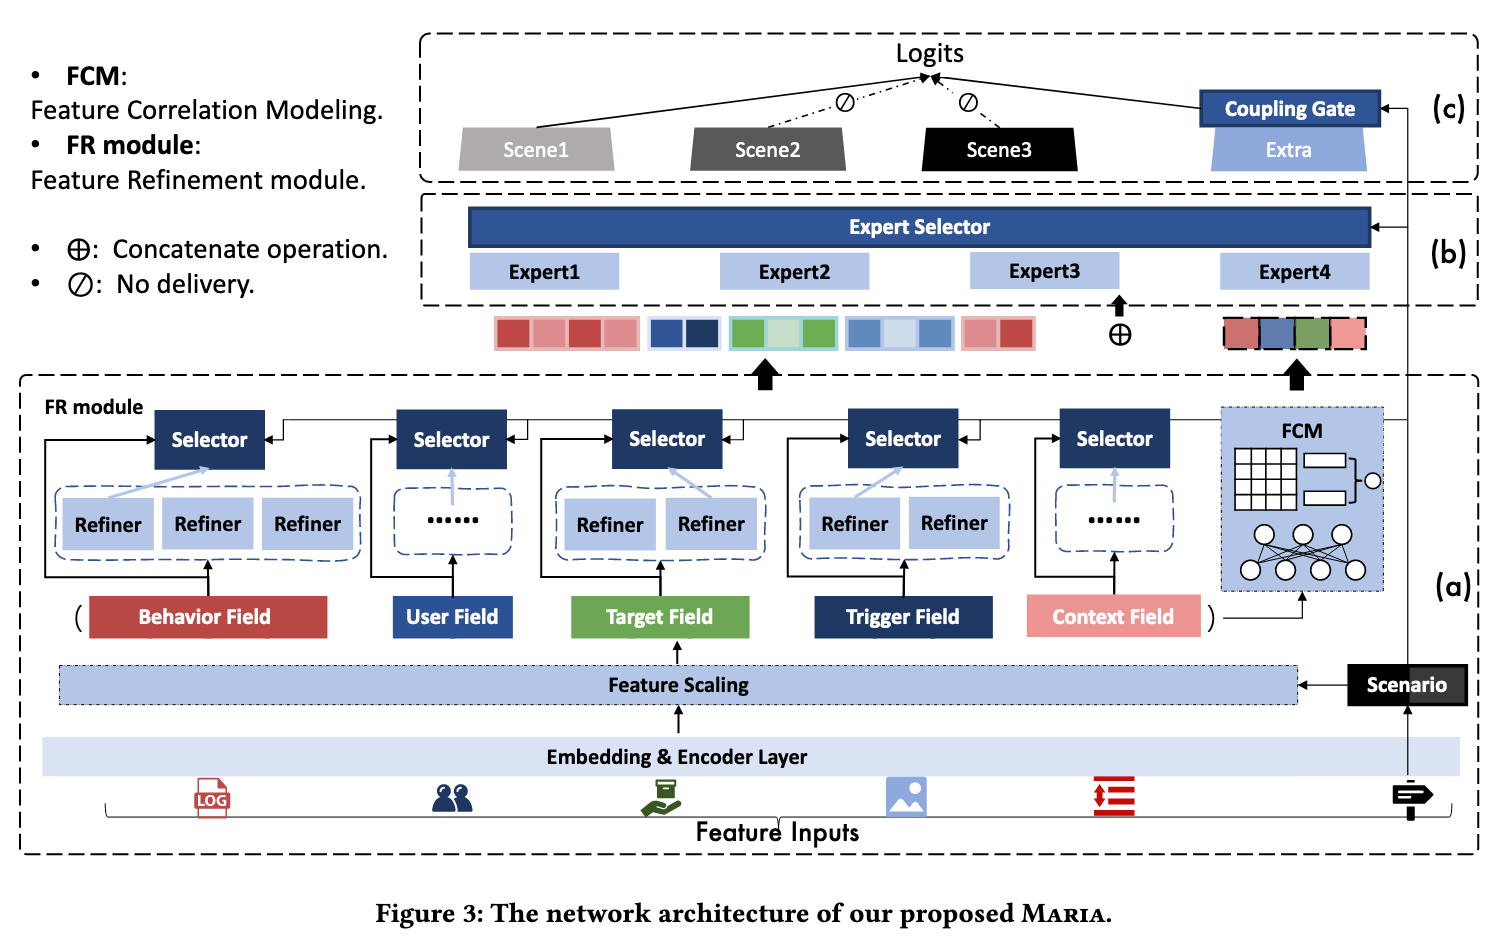 • FCM:
Feature Correlation Modeling.
• FR module:
Feature Refinement module.
• ⊕: Concatenate operation.
• ⊘: No delivery.
Logits
Coupling Gate
(c)
Scene1 Scene2 Scene3 Extra
Expert Selector
(b)
Expert1 Expert2 Expert3 Expert4
⊕
FR module
Selector Selector Selector Selector Selector
FCM
Refiner Refiner Refiner ...... Refiner Refiner Refiner Refiner ......
(a)
( Behavior Field User Field Target Field Trigger Field Context Field )
Feature Scaling
Scenario
Embedding & Encoder Layer
LOG
Feature Inputs
Figure 3: The network architecture of our proposed Maria.